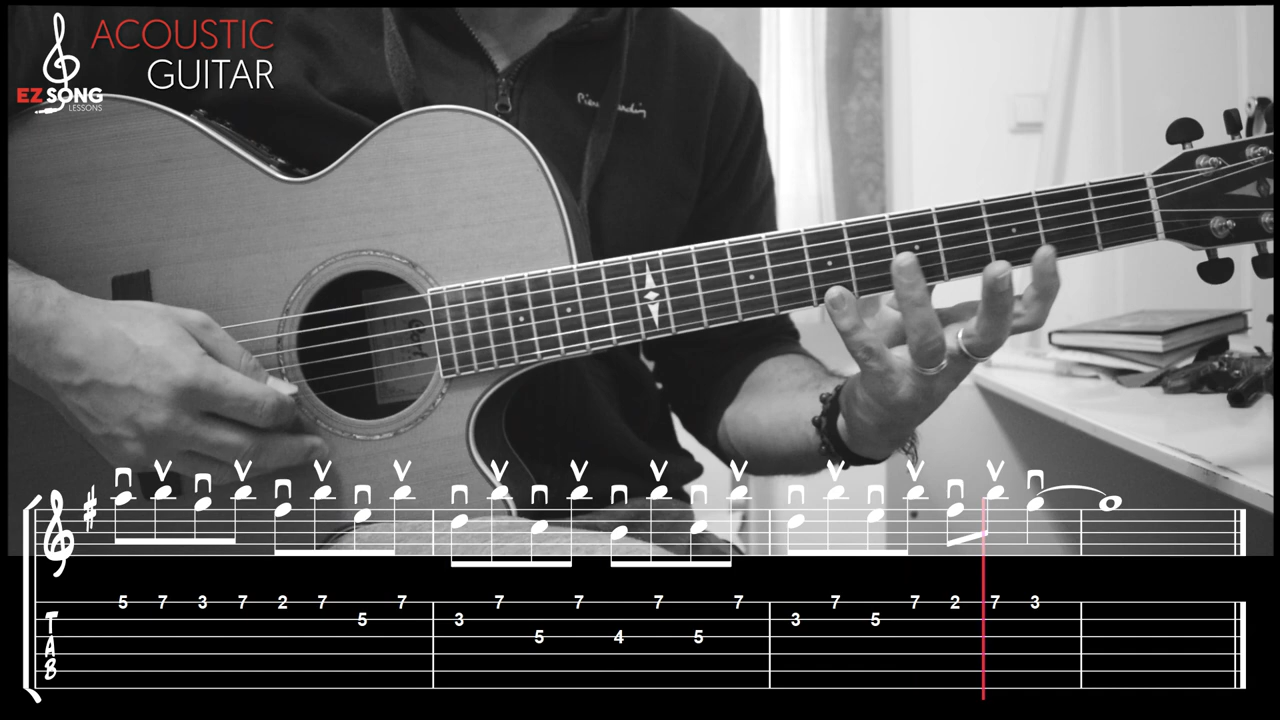 ACOUSTIC
GUITAR
EZ SONG
LESSONS
5 7 3 7 2 7 5 7 3 7 5 7 4 7 5 7 3 7 5 7 2 7 3
T
A
B